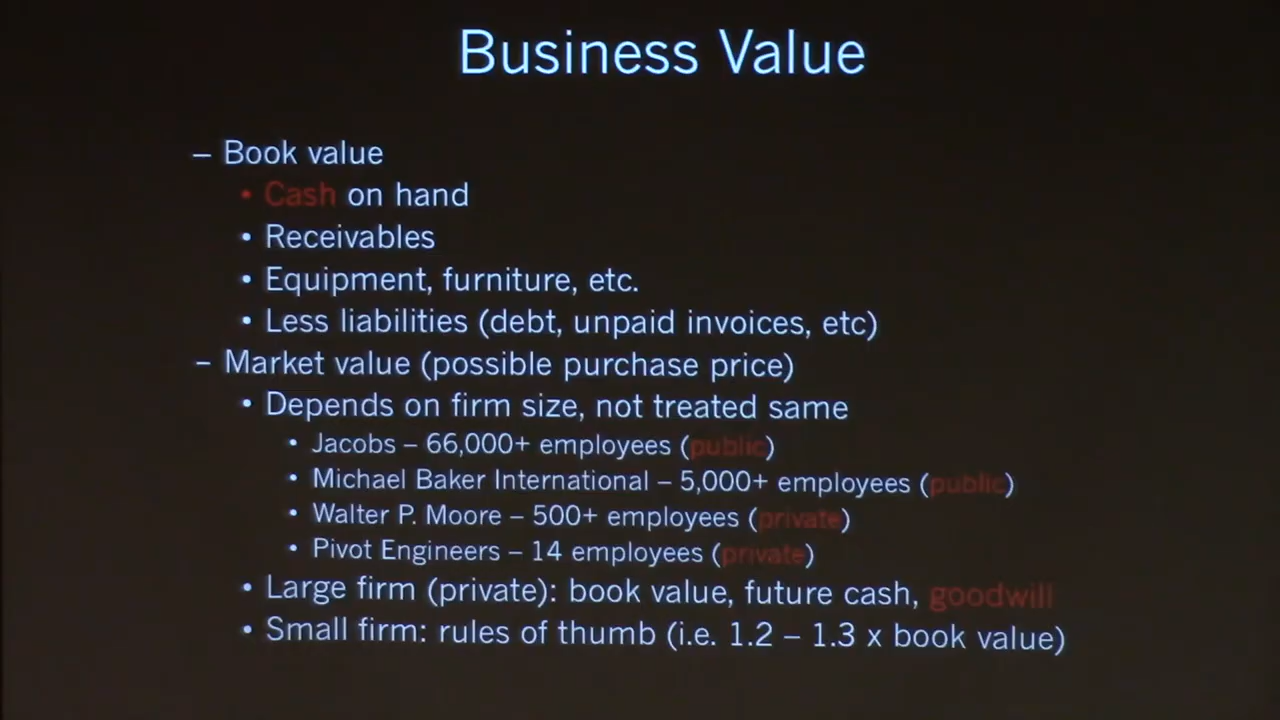 Business Value
– Book value
• Cash on hand
• Receivables
• Equipment, furniture, etc.
• Less liabilities (debt, unpaid invoices, etc)
– Market value (possible purchase price)
• Depends on firm size, not treated same
• Jacobs – 66,000+ employees (public)
• Michael Baker International – 5,000+ employees (public)
• Walter P. Moore – 500+ employees (private)
• Pivot Engineers – 14 employees (private)
• Large firm (private): book value, future cash, goodwill
• Small firm: rules of thumb (i.e. 1.2 – 1.3 x book value)